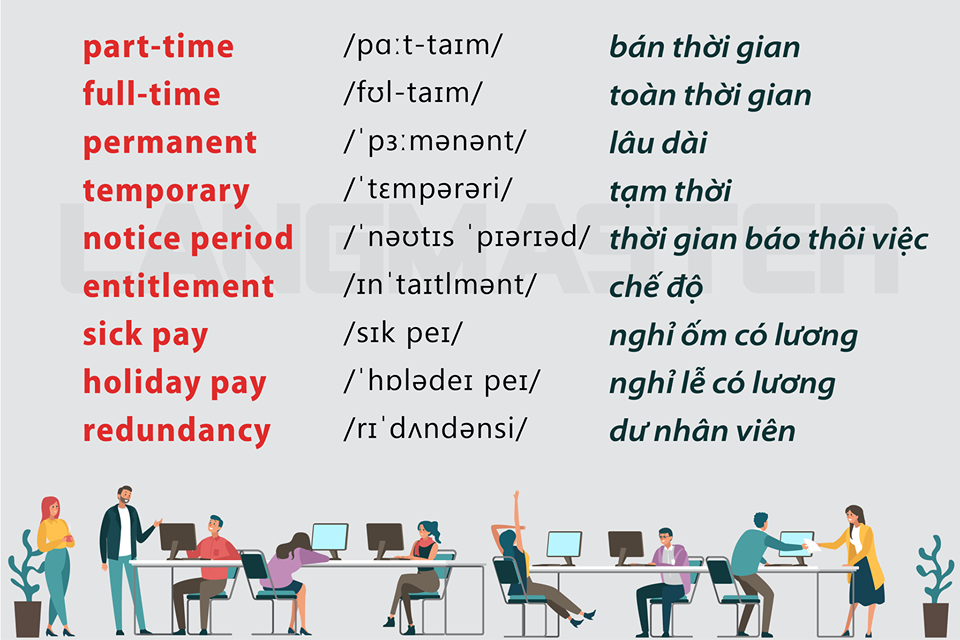 part-time /pɑːt-taɪm/ bán thời gian
full-time /fʊl-taɪm/ toàn thời gian
permanent /ˈpɜːmənənt/ lâu dài
temporary /ˈtɛmpərəri/ tạm thời
notice period /ˈnəʊtɪs ˈpɪərɪəd/ thời gian báo thôi việc
entitlement /ɪnˈtaɪtlmənt/ chế độ
sick pay /sɪk peɪ/ nghỉ ốm có lương
holiday pay /ˈhɒlədeɪ peɪ/ nghỉ lễ có lương
redundancy /rɪˈdʌndənsi/ dư nhân viên
LANGMASTER